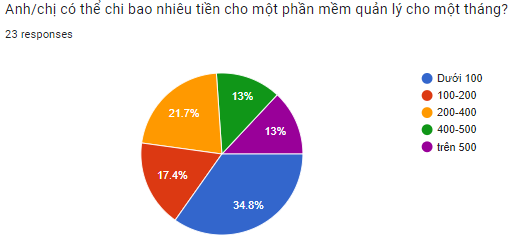 Anh/chị có thể chi bao nhiêu tiền cho một phần mềm quản lý cho một tháng?
23 responses
13%
13%
21.7%
17.4%
34.8%
Dưới 100
100-200
200-400
400-500
trên 500